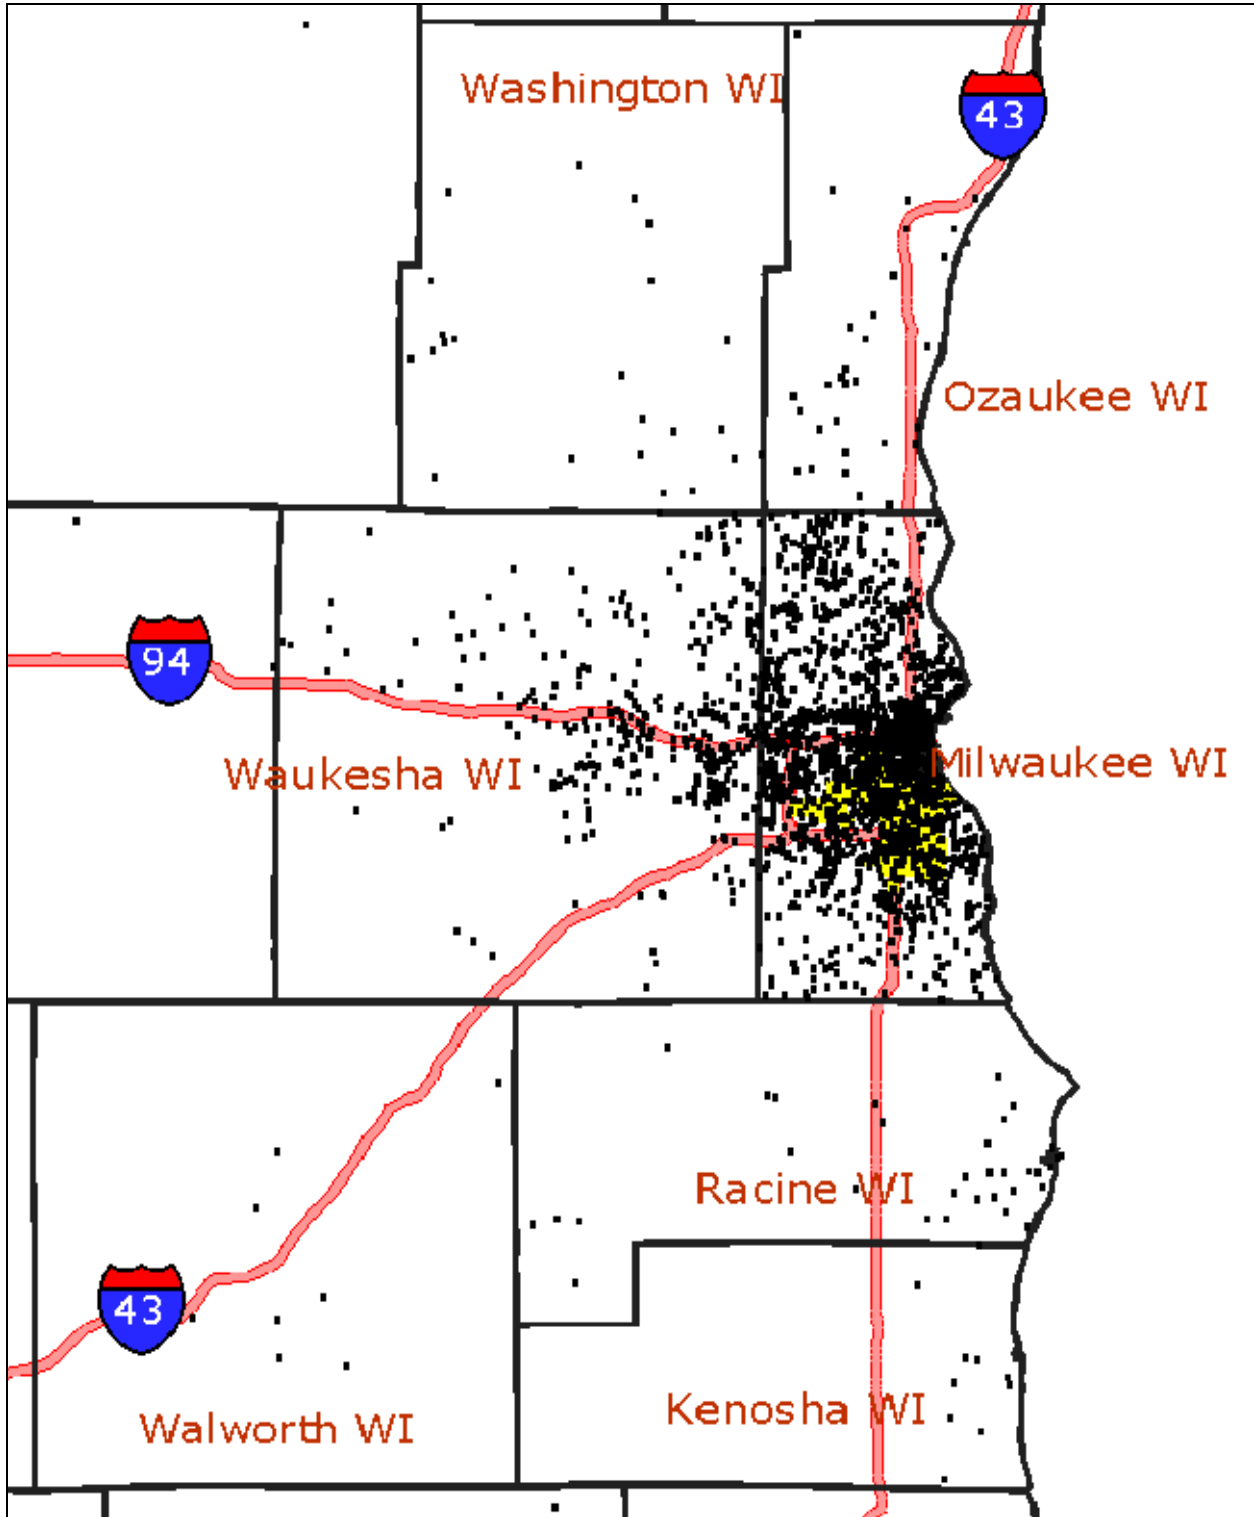 Washington WI
43
Ozaukee WI
94
Waukesha WI
Milwaukee WI
Racine WI
43
Kenosha WI
Walworth WI